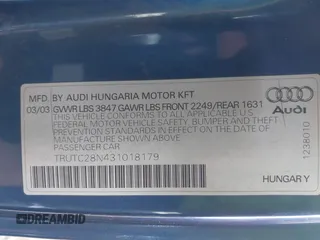 MFD. BY AUDI HUNGARIA MOTOR KFT
03/03 GVWR LBS 3847 GAWR LBS FRONT 2249/REAR 1631
THIS VEHICLE CONFORMS TO ALL APPLICABLE U.S.
FEDERAL MOTOR VEHICLE SAFETY, BUMPER AND THEFT
PREVENTION STANDARDS IN EFFECT ON THE DATE OF
MANUFACTURE SHOWN ABOVE.
PASSENGER CAR
TRUTC28N431018179
Audi
1238010
HUNGARY
DREAMBID